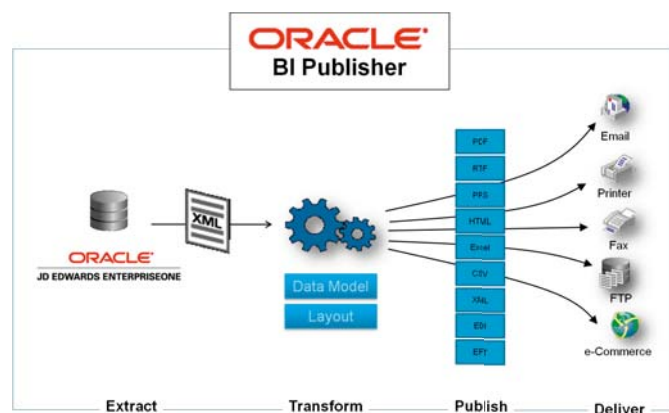 ORACLE
BI Publisher
XML
ORACLE
JD EDWARDS ENTERPRISEONE
Data Model
Layout
PDF
RTF
HTML
Excel
CSV
XML
EDI
EFT
Email
Printer
Fax
FTP
e-Commerce
Extract
Transform
Publish
Deliver